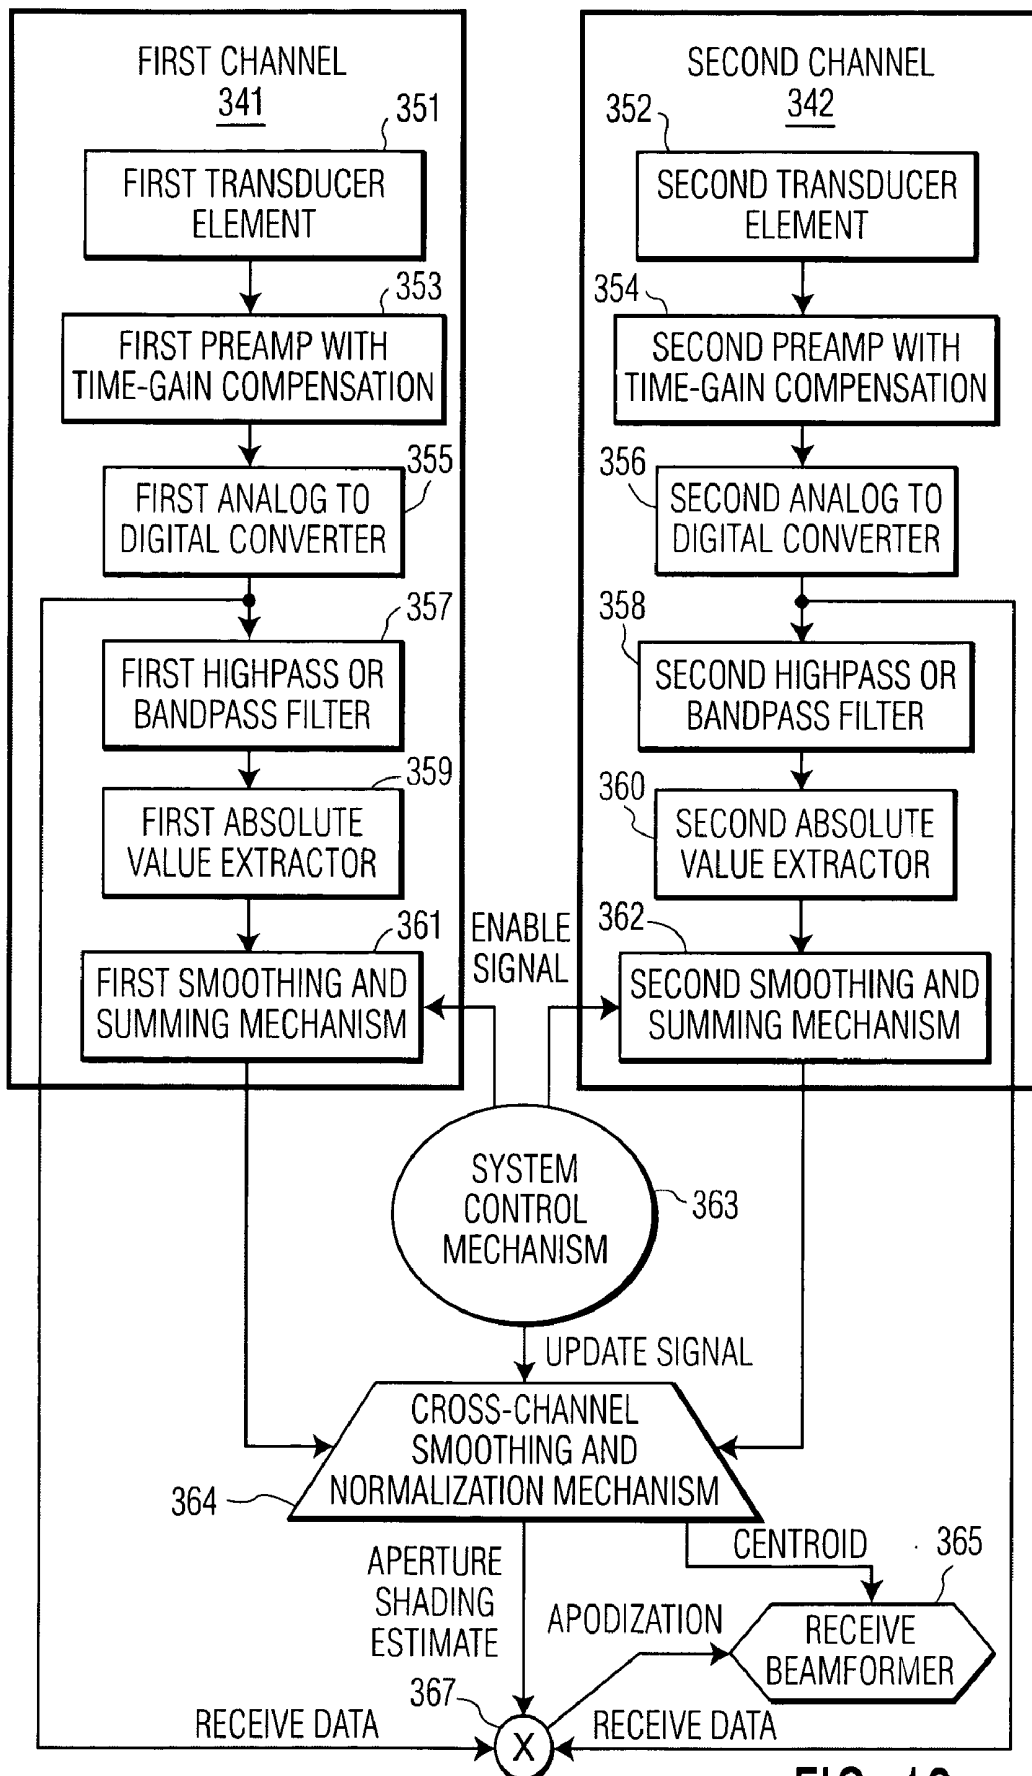 FIRST CHANNEL
341
351
FIRST TRANSDUCER
ELEMENT
353
FIRST PREAMP WITH
TIME-GAIN COMPENSATION
355
FIRST ANALOG TO
DIGITAL CONVERTER
357
FIRST HIGHPASS OR
BANDPASS FILTER
359
FIRST ABSOLUTE
VALUE EXTRACTOR
361
FIRST SMOOTHING AND
SUMMING MECHANISM
SECOND CHANNEL
342
352
SECOND TRANSDUCER
ELEMENT
354
SECOND PREAMP WITH
TIME-GAIN COMPENSATION
356
SECOND ANALOG TO
DIGITAL CONVERTER
358
SECOND HIGHPASS OR
BANDPASS FILTER
360
SECOND ABSOLUTE
VALUE EXTRACTOR
362
SECOND SMOOTHING AND
SUMMING MECHANISM
ENABLE
SIGNAL
SYSTEM
CONTROL
MECHANISM
363
UPDATE SIGNAL
CROSS-CHANNEL
SMOOTHING AND
NORMALIZATION MECHANISM
364
CENTROID
365
APERTURE
SHADING
ESTIMATE
APODIZATION
RECEIVE
BEAMFORMER
367
RECEIVE DATA
X
RECEIVE DATA